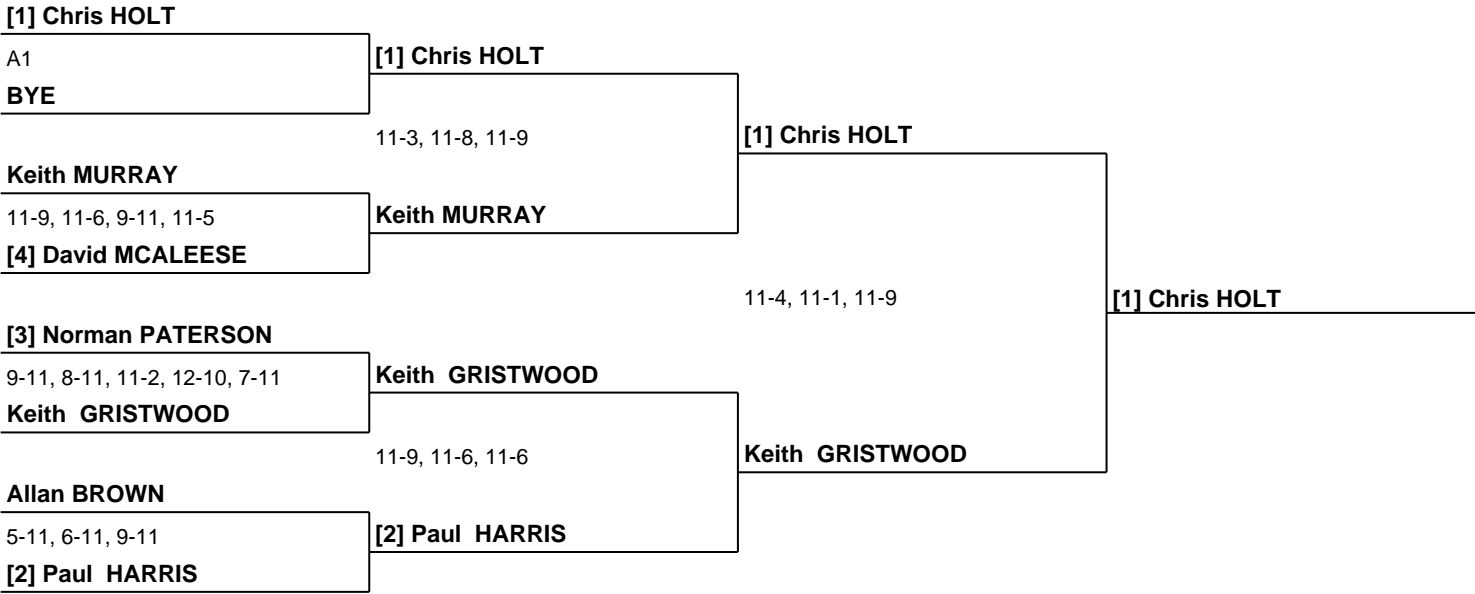 [1] Chris HOLT
A1
[1] Chris HOLT
BYE
11-3, 11-8, 11-9
[1] Chris HOLT
Keith MURRAY
11-9, 11-6, 9-11, 11-5
Keith MURRAY
[4] David MCALEESE
11-4, 11-1, 11-9
[1] Chris HOLT
[3] Norman PATERSON
9-11, 8-11, 11-2, 12-10, 7-11
Keith  GRISTWOOD
Keith  GRISTWOOD
11-9, 11-6, 11-6
Keith  GRISTWOOD
Allan BROWN
5-11, 6-11, 9-11
[2] Paul  HARRIS
[2] Paul  HARRIS